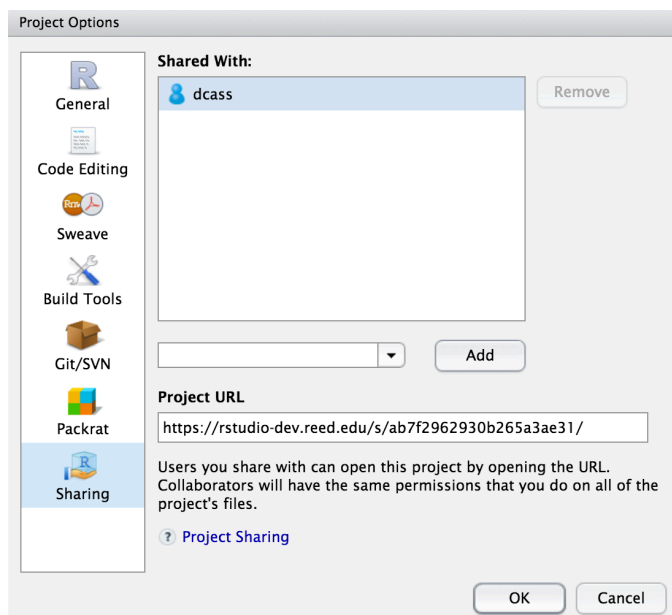 Project Options
R
General
Code Editing
Rnw
Sweave
Build Tools
Git/SVN
Packrat
R
Sharing
Shared With:
dcass
Remove
Add
Project URL
https://rstudio-dev.reed.edu/s/ab7f2962930b265a3ae31/
Users you share with can open this project by opening the URL.
Collaborators will have the same permissions that you do on all of the
project's files.
? Project Sharing
OK
Cancel